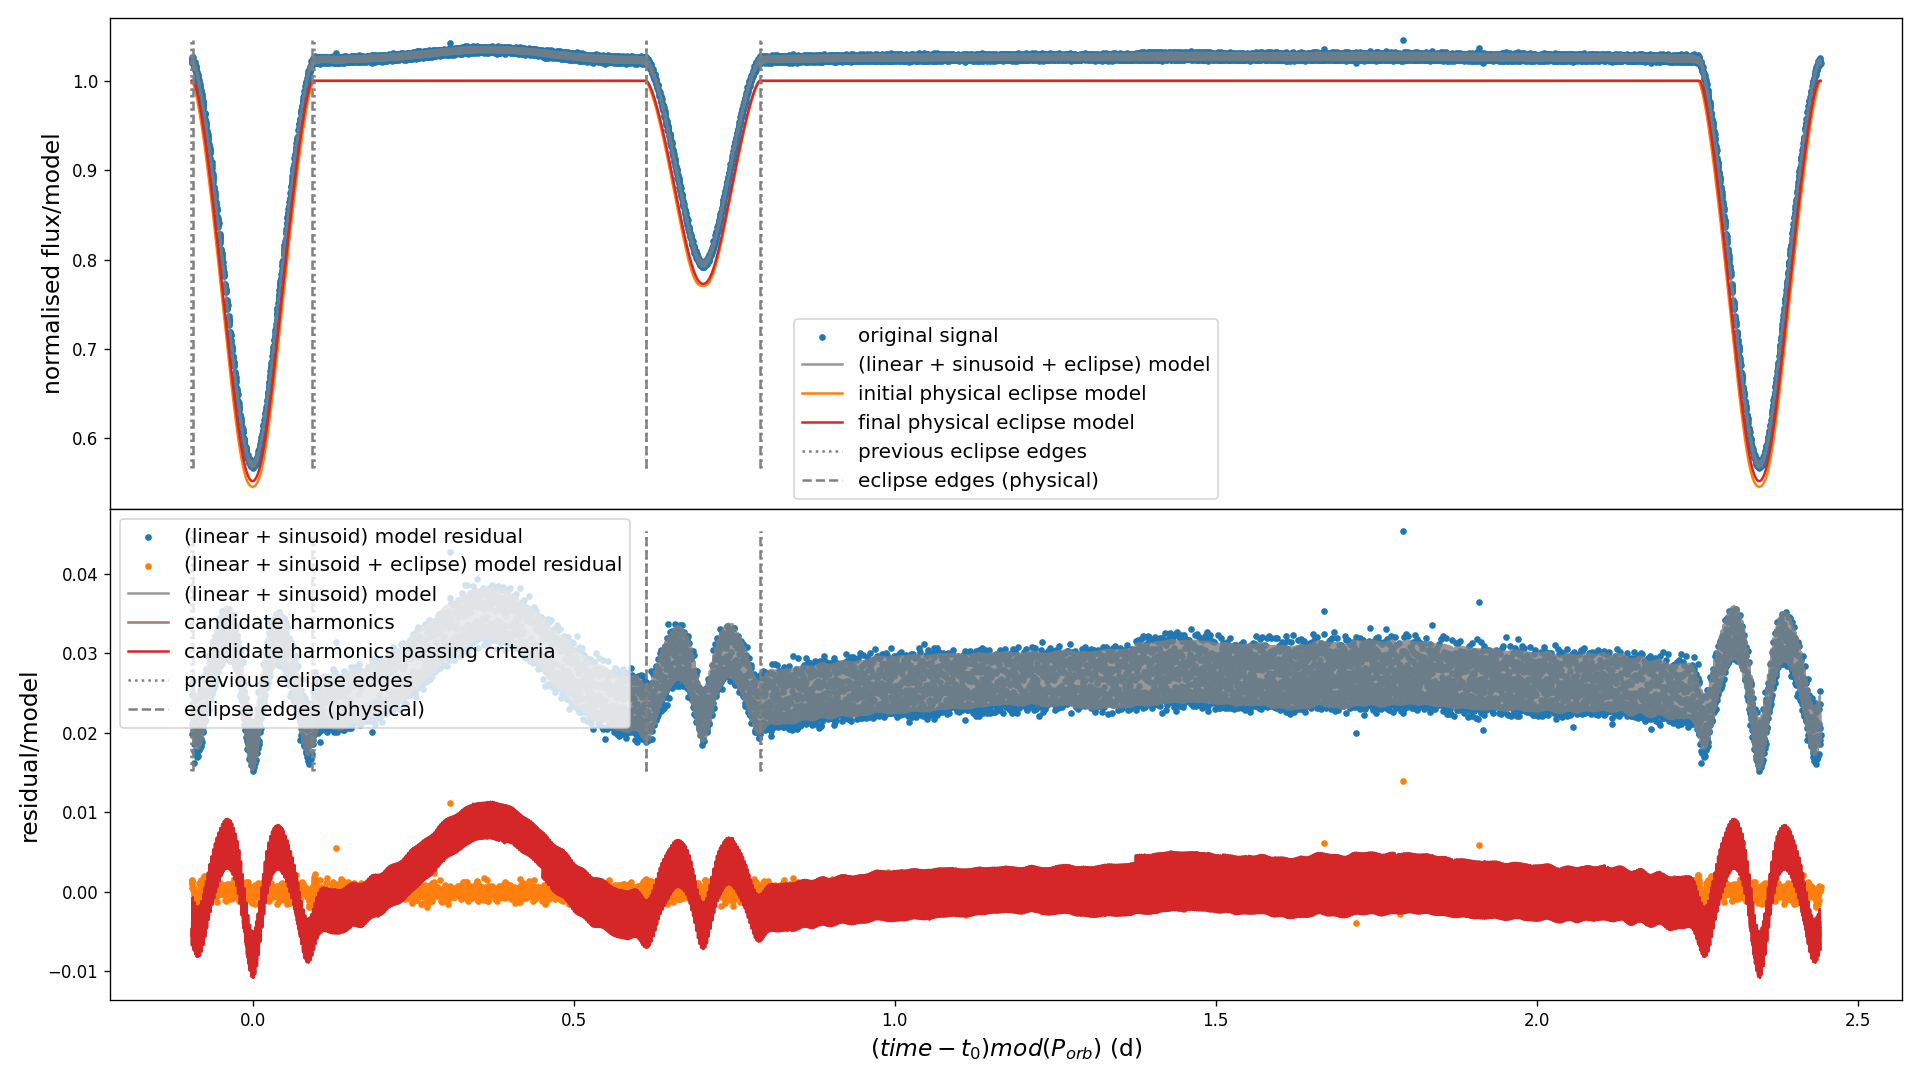 normalised flux/model
1.0
0.9
0.8
0.7
0.6
original signal
(linear + sinusoid + eclipse) model
initial physical eclipse model
final physical eclipse model
previous eclipse edges
eclipse edges (physical)
residual/model
0.04
0.03
0.02
0.01
0.00
−0.01
(linear + sinusoid) model residual
(linear + sinusoid + eclipse) model residual
(linear + sinusoid) model
candidate harmonics
candidate harmonics passing criteria
previous eclipse edges
eclipse edges (physical)
0.0 0.5 1.0 1.5 2.0 2.5
(time − t₀)mod(P_orb) (d)